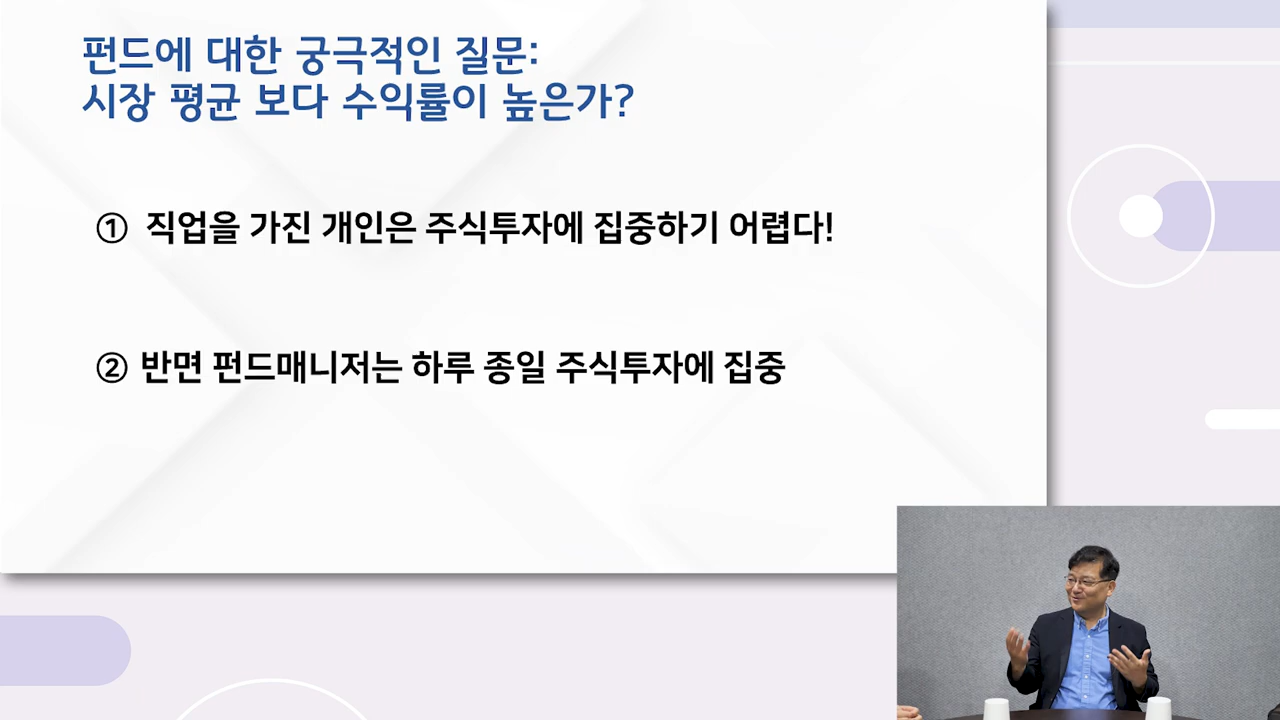 펀드에 대한 궁극적인 질문:
시장 평균 보다 수익률이 높은가?
① 직업을 가진 개인은 주식투자에 집중하기 어렵다!
② 반면 펀드매니저는 하루 종일 주식투자에 집중